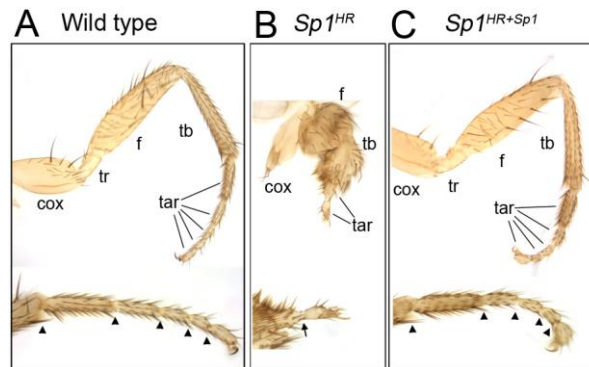 A Wild type
cox
tr
f
tb
tar
B Sp1HR
f
tb
cox
tar
C Sp1HR+Sp1
cox
tr
f
tb
tar